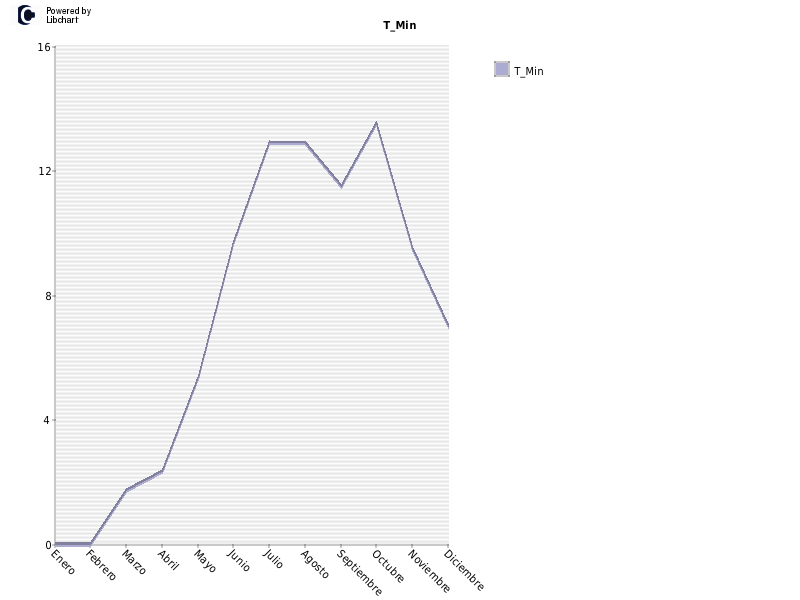 Powered by
Libchart
T_Min
T_Min
16
12
8
4
0
Enero
Febrero
Marzo
Abril
Mayo
Junio
Julio
Agosto
Septiembre
Octubre
Noviembre
Diciembre